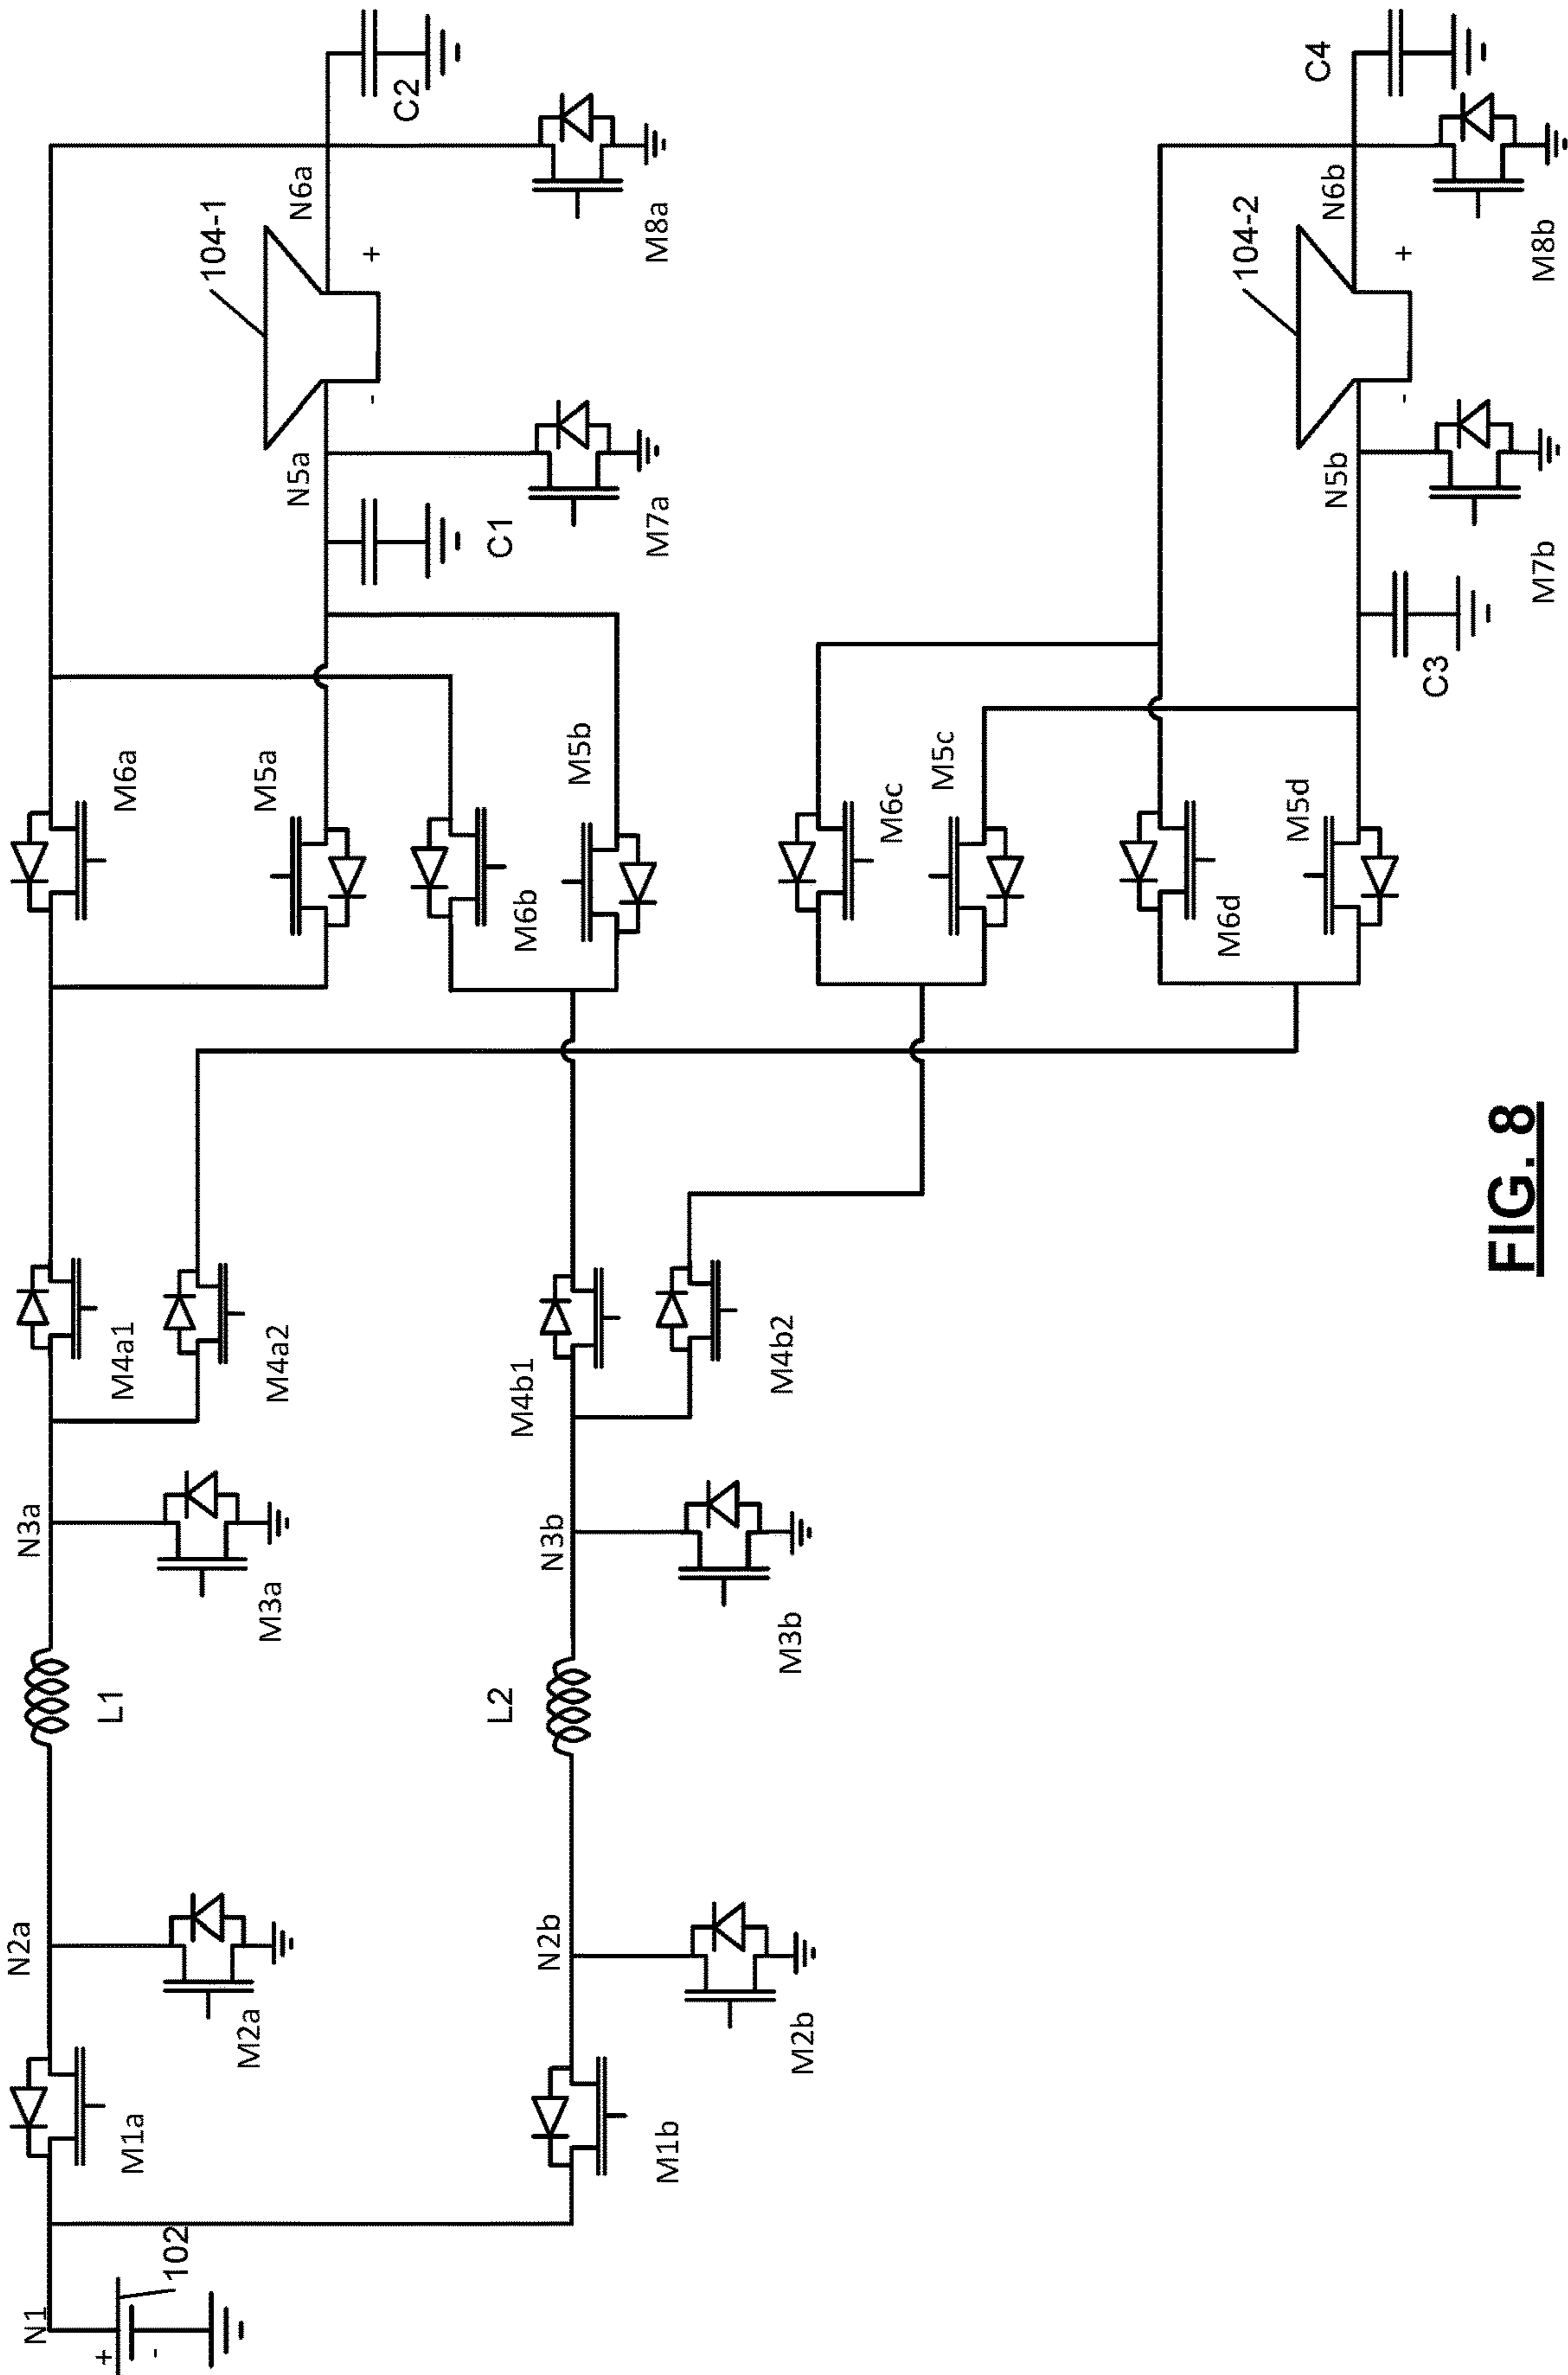 N1
+
-
102
M1a
N2a
M2a
L1
N3a
M3a
M4a1
M4a2
M6a
M5a
M6b
M5b
N5a
C1
M7a
104-1
-
+
N6a
C2
M8a
M1b
N2b
M2b
L2
N3b
M3b
M4b1
M4b2
M6c
M5c
M6d
M5d
C3
N5b
M7b
104-2
-
+
N6b
C4
M8b
FIG. 8